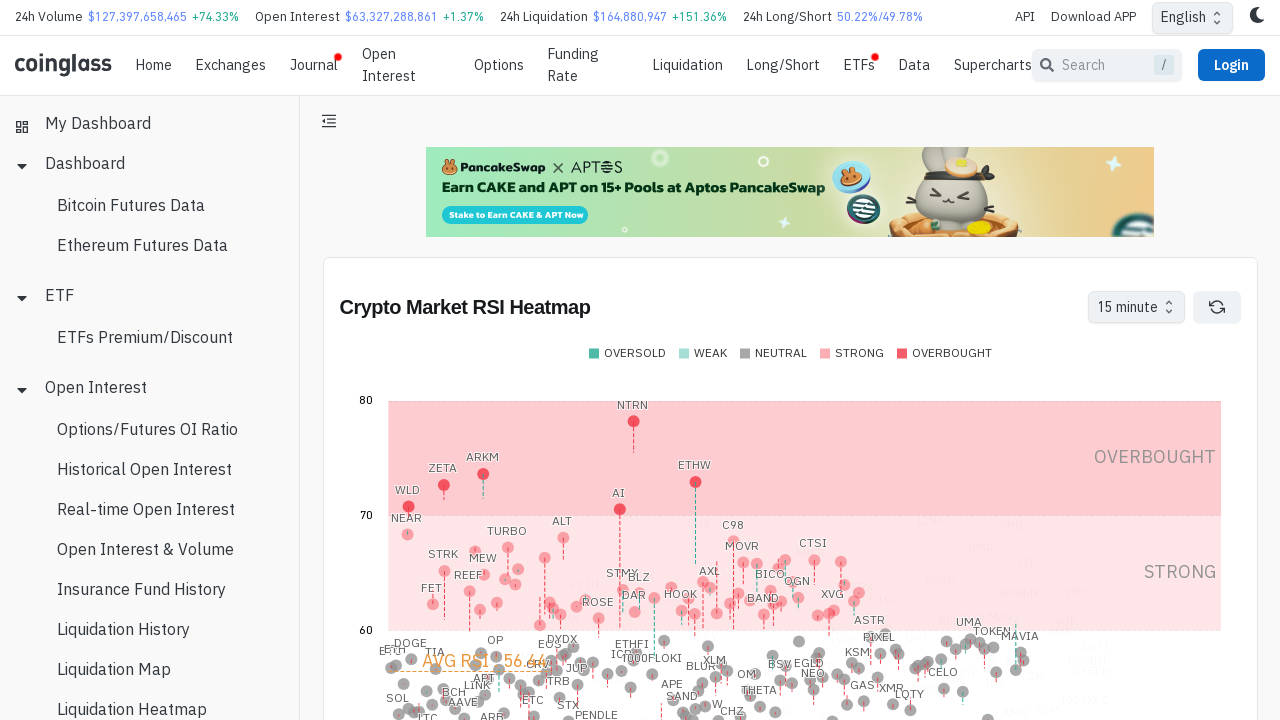 24h Volume $127,397,658,465 +74.33% Open Interest $63,327,288,861 +1.37% 24h Liquidation $164,880,947 +151.36% 24h Long/Short 50.22%/49.78% API Download APP English
coinglass Home Exchanges Journal Open Interest Options Funding Rate Liquidation Long/Short ETFs Data Supercharts Search / Login
My Dashboard
Dashboard
Bitcoin Futures Data
Ethereum Futures Data
ETF
ETFs Premium/Discount
Open Interest
Options/Futures OI Ratio
Historical Open Interest
Real-time Open Interest
Open Interest & Volume
Insurance Fund History
Liquidation History
Liquidation Map
Liquidation Heatmap
PancakeSwap × APTOS
Earn CAKE and APT on 15+ Pools at Aptos PancakeSwap
Stake to Earn CAKE & APT Now
Crypto Market RSI Heatmap
15 minute
OVERSOLD WEAK NEUTRAL STRONG OVERBOUGHT
80
NTRN
OVERBOUGHT
ARKM
ZETA
ETHW
WLD
AI
70
NEAR
ALT
C98
TURBO
CTSI
MOVR
STRK
MEW
STRONG
AXL
REEF
STMX
BLZ
BICO
OGN
FET
HOOK
DAR
XVG
ROSE
BAND
ASTR
UMA
60
TOKEN
MAVIA
PIXEL
OP
DYDX
DOGE
EOS
ETHFI
KSM
ETH
1000FLOKI
XLM
AVG RSI
BSV
EGLD
BLUR
JUP
NEO
OM
CELO
APT
TRB
APE
GAS
XMR
LINK
THETA
BCH
SAND
LQTY
SOL
ETC
AAVE
STX
W
CHZ
PENDLE
LTC
ARB